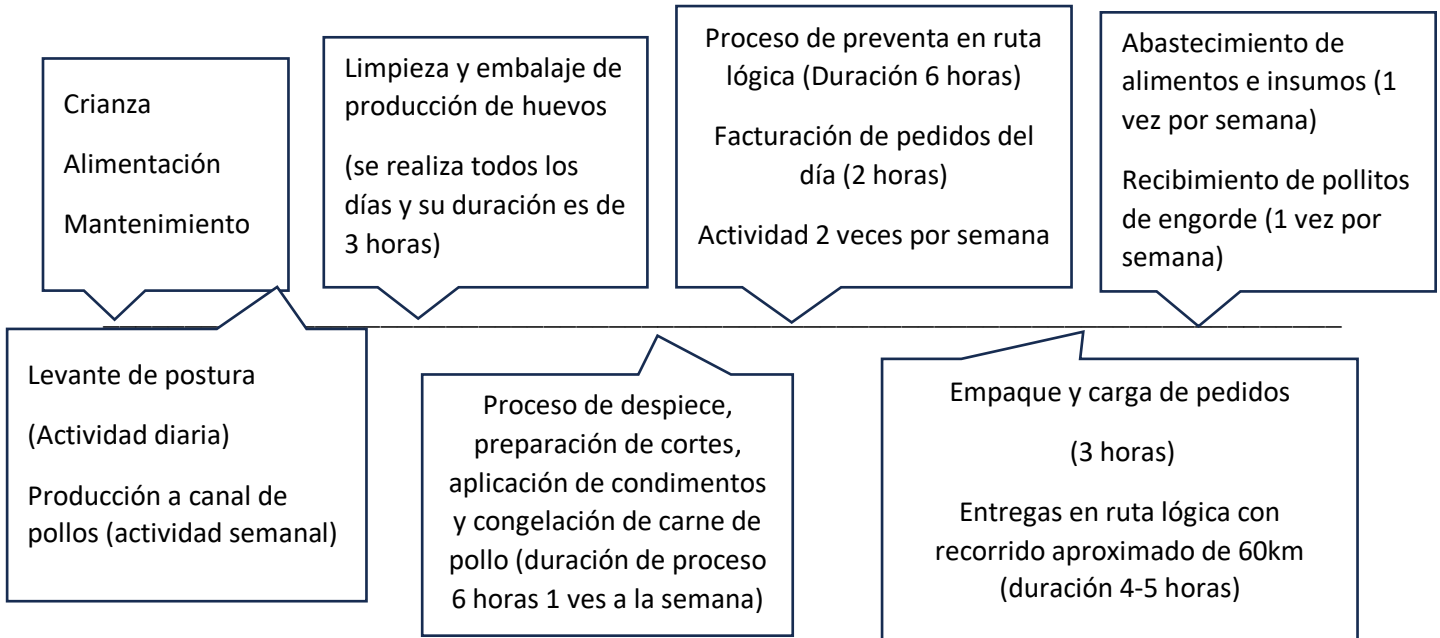 Crianza
Alimentación
Mantenimiento
Limpieza y embalaje de
producción de huevos
(se realiza todos los
días y su duración es de
3 horas)
Proceso de preventa en ruta
lógica (Duración 6 horas)
Facturación de pedidos del
día (2 horas)
Actividad 2 veces por semana
Abastecimiento de
alimentos e insumos (1
vez por semana)
Recibimiento de pollitos
de engorde (1 vez por
semana)
Levante de postura
(Actividad diaria)
Producción a canal de
pollos (actividad semanal)
Proceso de despiece,
preparación de cortes,
aplicación de condimentos
y congelación de carne de
pollo (duración de proceso
6 horas 1 ves a la semana)
Empaque y carga de pedidos
(3 horas)
Entregas en ruta lógica con
recorrido aproximado de 60km
(duración 4-5 horas)